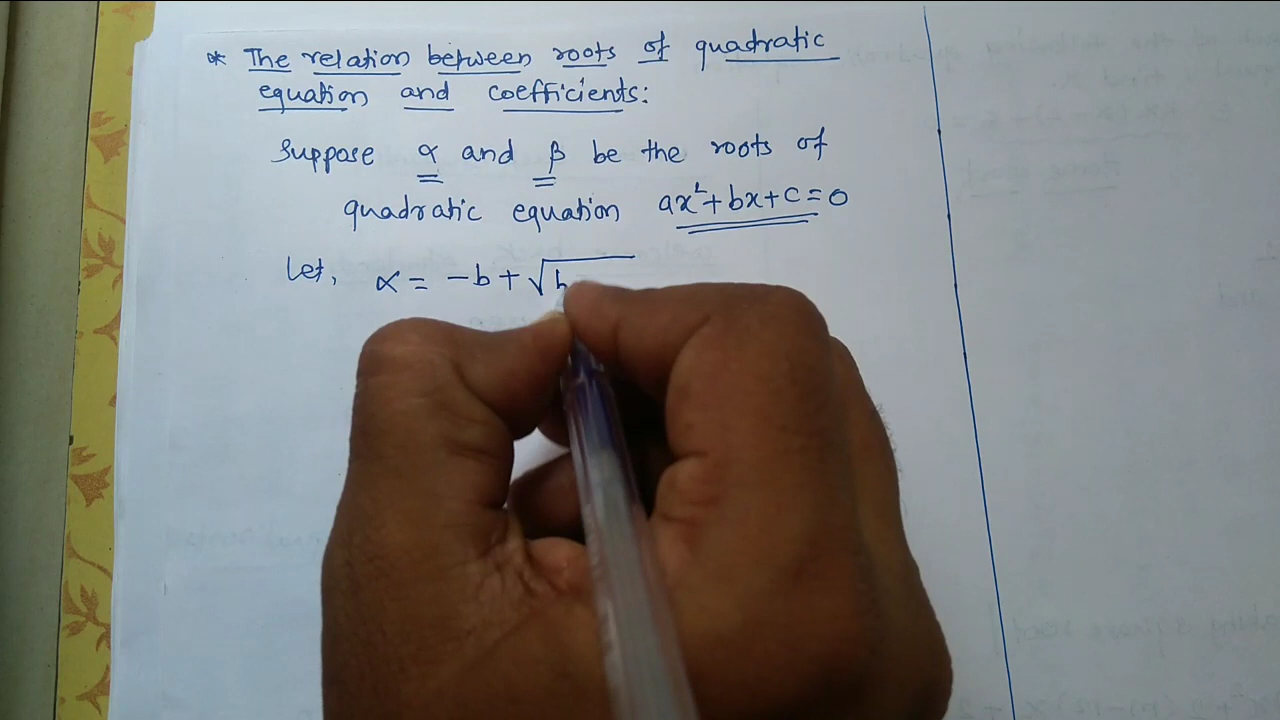 * The relation between roots of quadratic
equation and coefficients:
Suppose α and β be the roots of
quadratic equation ax²+bx+c=0
Let, α = -b+√b